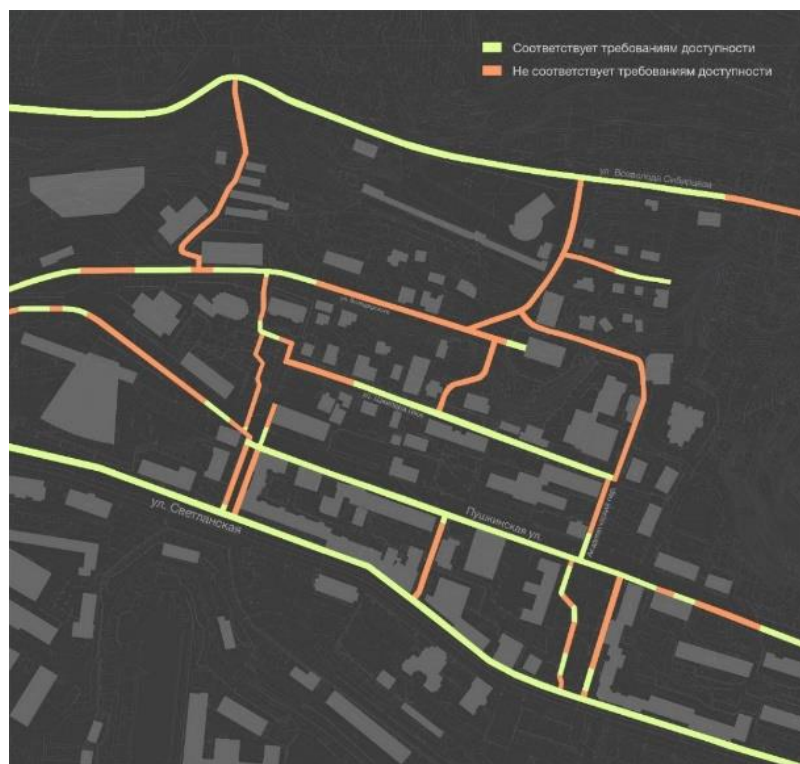 Соответствует требованиям доступности
Не соответствует требованиям доступности
ул. Всеволода Сибирцева
ул. Светланская
Пушкинская ул.